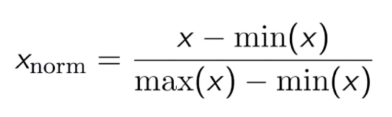 x_norm = (x − min(x)) / (max(x) − min(x))